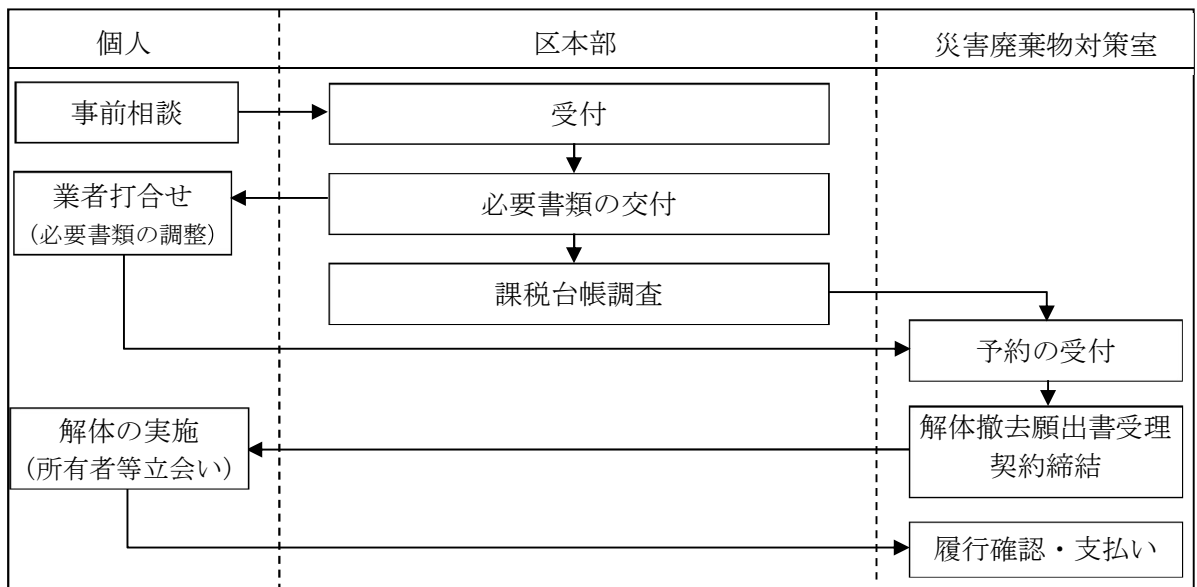 個人
区本部
災害廃棄物対策室
事前相談
受付
業者打合せ
(必要書類の調整)
必要書類の交付
課税台帳調査
予約の受付
解体の実施
(所有者等立会い)
解体撤去願出書受理
契約締結
履行確認・支払い